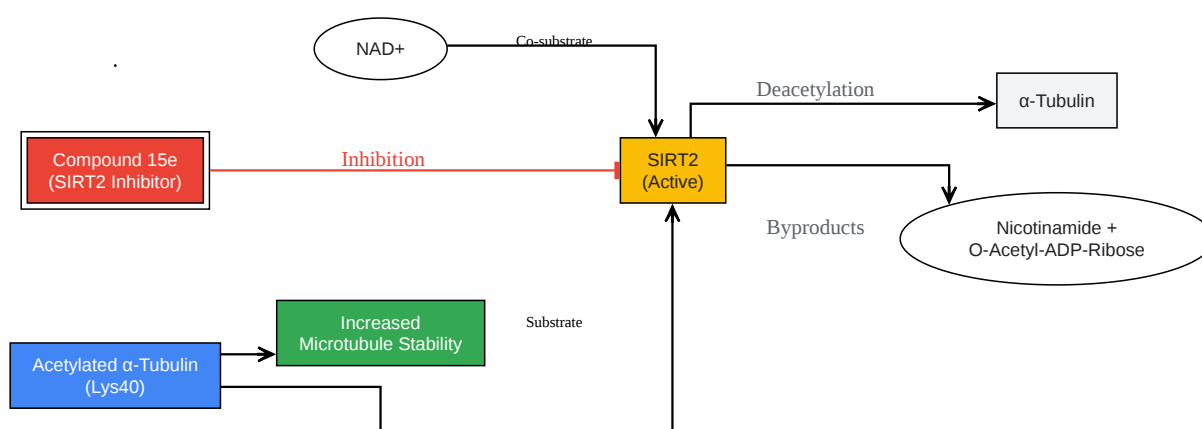 NAD+
Co-substrate
Deacetylation
α-Tubulin
Compound 15e
(SIRT2 Inhibitor)
Inhibition
SIRT2
(Active)
Byproducts
Nicotinamide +
O-Acetyl-ADP-Ribose
Increased
Microtubule Stability
Substrate
Acetylated α-Tubulin
(Lys40)